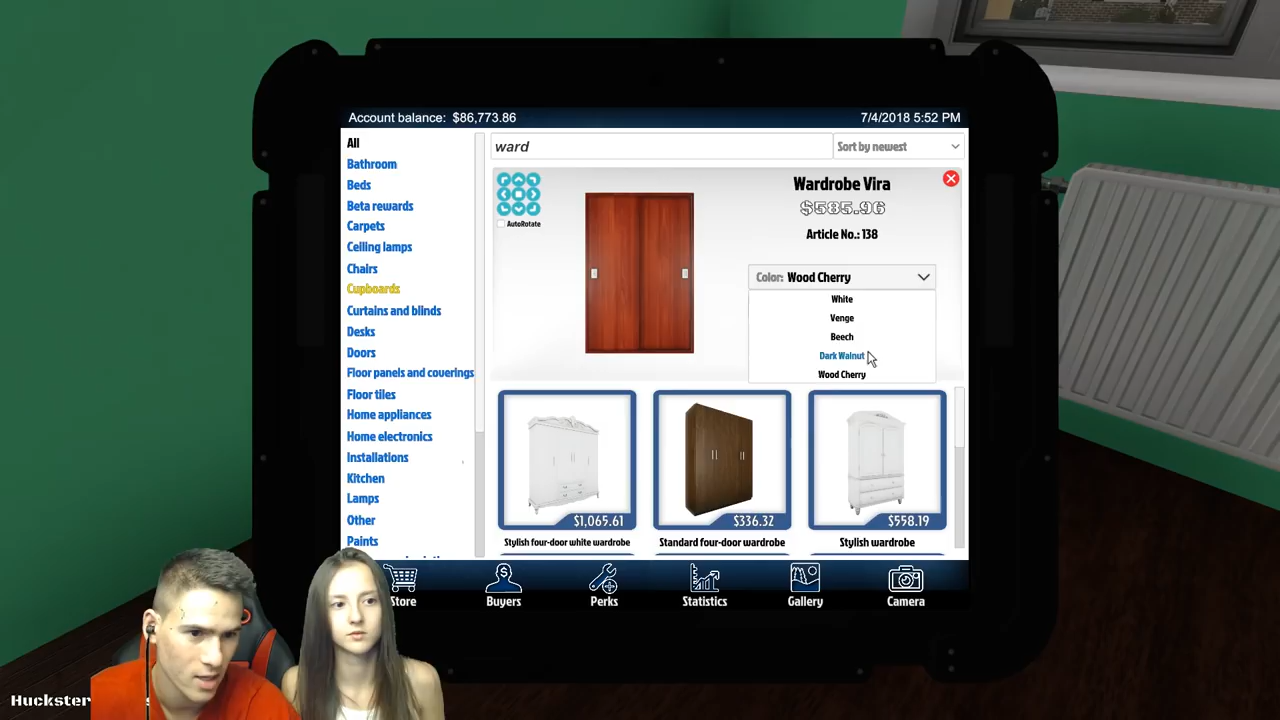 Account balance: $86,773.86
7/4/2018 5:52 PM
All
Bathroom
Beds
Beta rewards
Carpets
Ceiling lamps
Chairs
Cupboards
Curtains and blinds
Desks
Doors
Floor panels and coverings
Floor tiles
Home appliances
Home electronics
Installations
Kitchen
Lamps
Other
Paints
ward
Sort by newest
AutoRotate
Wardrobe Vira
$585.96
Article No.: 138
Color: Wood Cherry
White
Venge
Beech
Dark Walnut
Wood Cherry
$1,065.61
$336.32
$558.19
Stylish four-door white wardrobe
Standard four-door wardrobe
Stylish wardrobe
Store
Buyers
Perks
Statistics
Gallery
Camera
Huckster